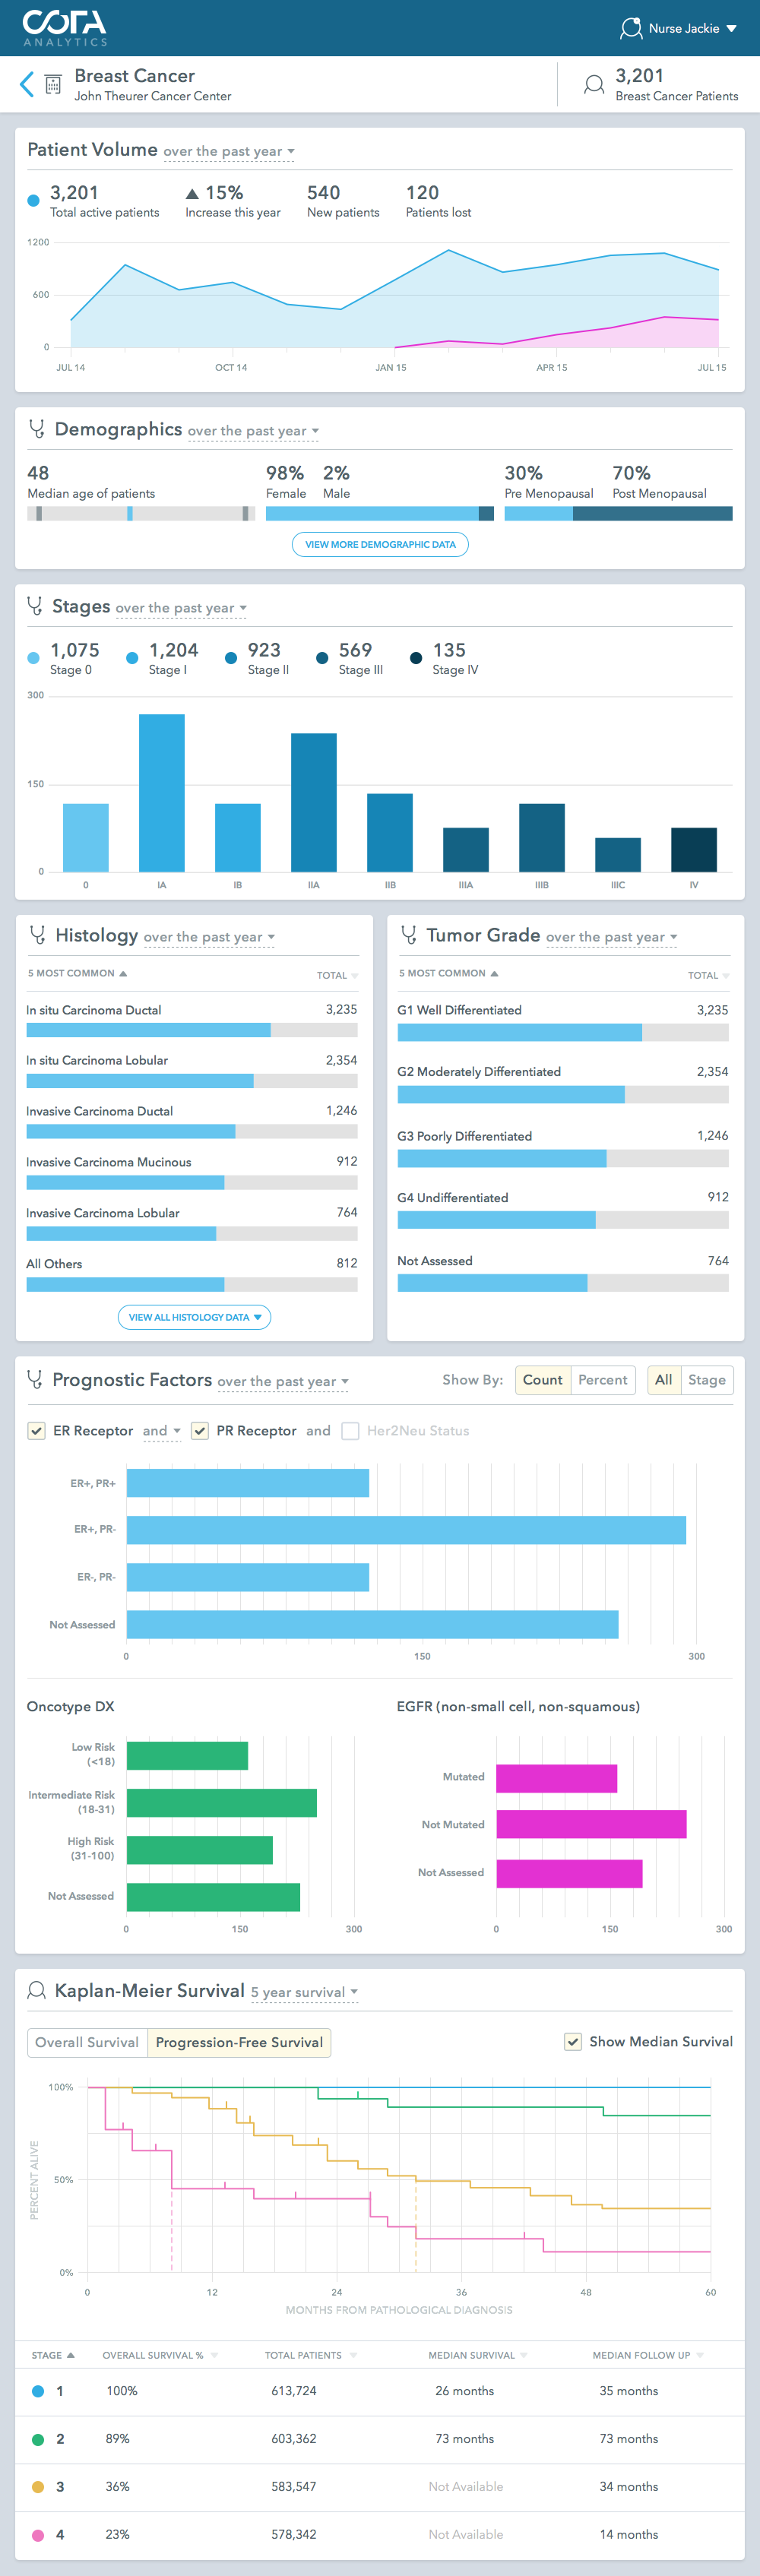 COTA
ANALYTICS
Nurse Jackie
Breast Cancer
John Theurer Cancer Center
3,201
Breast Cancer Patients
Patient Volume over the past year
3,201 15% 540 120
Total active patients Increase this year New patients Patients lost
1200
600
0
JUL 14 OCT 14 JAN 15 APR 15 JUL 15
Demographics over the past year
48 98% 2% 30% 70%
Median age of patients Female Male Pre Menopausal Post Menopausal
VIEW MORE DEMOGRAPHIC DATA
Stages over the past year
1,075 1,204 923 569 135
Stage 0 Stage I Stage II Stage III Stage IV
300
150
0
0 IA IB IIA IIB IIIA IIIB IIIC IV
Histology over the past year
5 MOST COMMON TOTAL
In situ Carcinoma Ductal 3,235
In situ Carcinoma Lobular 2,354
Invasive Carcinoma Ductal 1,246
Invasive Carcinoma Mucinous 912
Invasive Carcinoma Lobular 764
All Others 812
VIEW ALL HISTOLOGY DATA
Tumor Grade over the past year
5 MOST COMMON TOTAL
G1 Well Differentiated 3,235
G2 Moderately Differentiated 2,354
G3 Poorly Differentiated 1,246
G4 Undifferentiated 912
Not Assessed 764
Prognostic Factors over the past year
Show By: Count Percent All Stage
ER Receptor and PR Receptor and Her2Neu Status
ER+, PR+
ER+, PR-
ER-, PR-
Not Assessed
0 150 300
Oncotype DX
Low Risk
(<18)
Intermediate Risk
(18-31)
High Risk
(31-100)
Not Assessed
0 150 300
EGFR (non-small cell, non-squamous)
Mutated
Not Mutated
Not Assessed
0 150 300
Kaplan-Meier Survival 5 year survival
Overall Survival Progression-Free Survival Show Median Survival
100%
50%
0%
PERCENT ALIVE
0 12 24 36 48 60
MONTHS FROM PATHOLOGICAL DIAGNOSIS
STAGE OVERALL SURVIVAL % TOTAL PATIENTS MEDIAN SURVIVAL MEDIAN FOLLOW UP
1 100% 613,724 26 months 35 months
2 89% 603,362 73 months 73 months
3 36% 583,547 Not Available 34 months
4 23% 578,342 Not Available 14 months